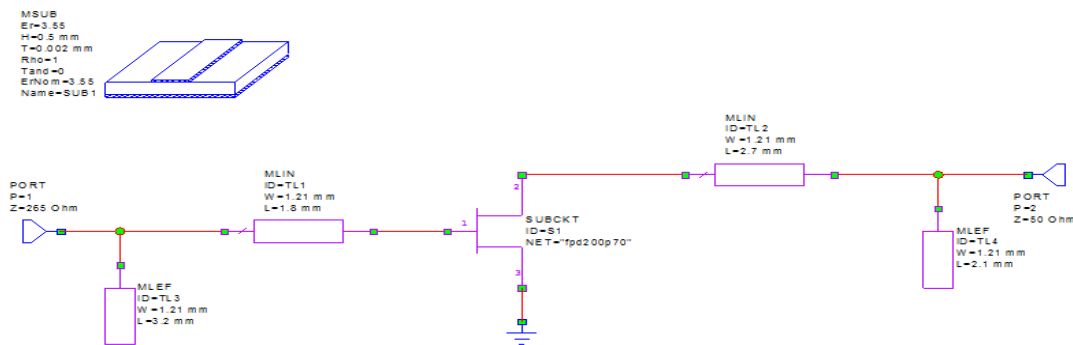 MSUB
Er=3.55
H=0.5 mm
T=0.002 mm
Rho=1
Tand=0
ErNom=3.55
Name=SUB1
MLIN
ID=TL2
W=1.21 mm
L=2.7 mm
MLIN
ID=TL1
W=1.21 mm
L=1.8 mm
PORT
P=1
Z=265 Ohm
2
1
3
SUBCKT
ID=S1
NET="fpd200p70"
PORT
P=2
Z=50 Ohm
MLEF
ID=TL4
W=1.21 mm
L=2.1 mm
MLEF
ID=TL3
W=1.21 mm
L=3.2 mm